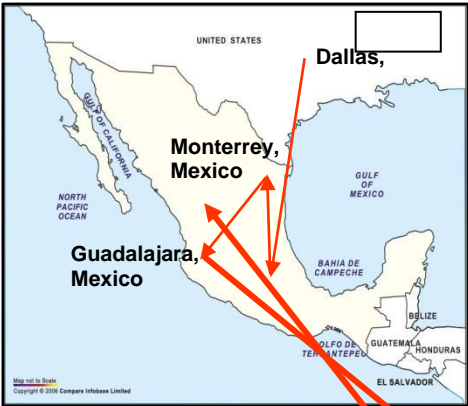 UNITED STATES
Dallas,
GULF OF CALIFORNIA
Monterrey,
Mexico
GULF
OF
MEXICO
NORTH
PACIFIC
OCEAN
Guadalajara,
Mexico
BAHIA DE
CAMPECHE
BELIZE
GUATEMALA
HONDURAS
OLFO DE
EL SALVADOR
Map not to Scale
Copyright © 2006 Compare Infobase Limited